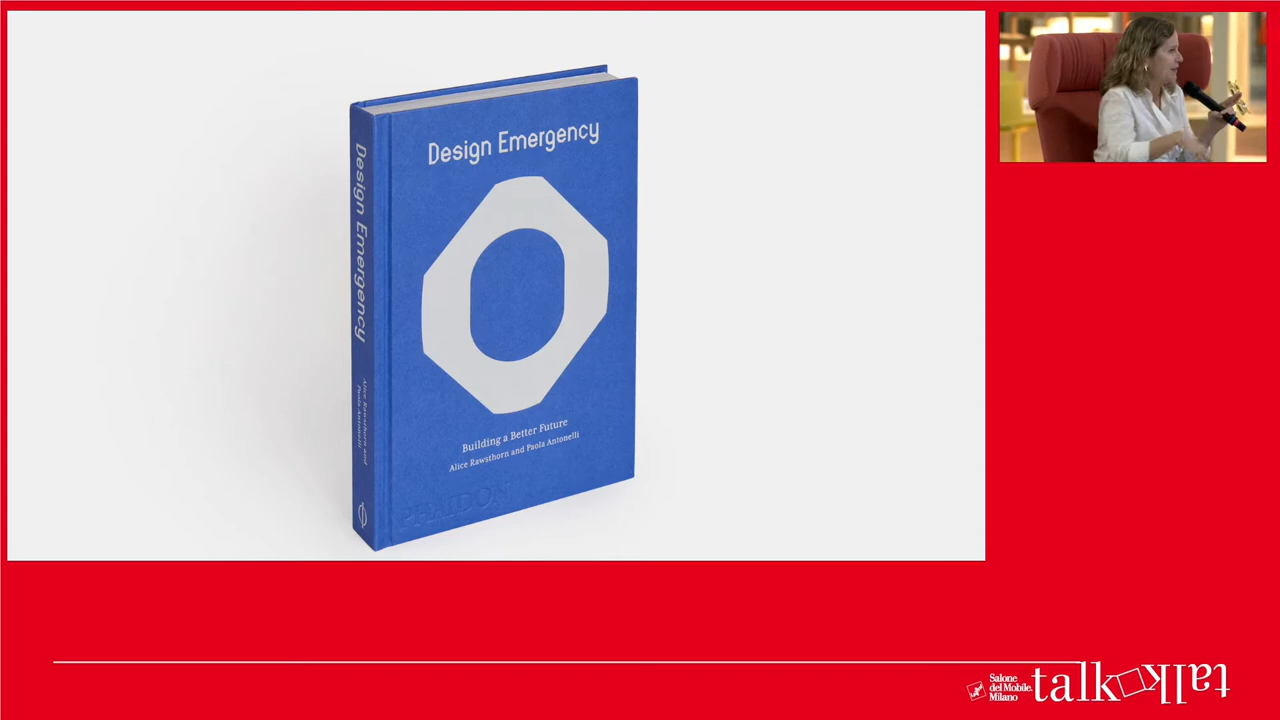 Design Emergency
Building a Better Future
Alice Rawsthorn and Paola Antonelli
PHAIDON
Design Emergency
Alice Rawsthorn and
Paola Antonelli
Salone
del Mobile.
Milano
talk
talk